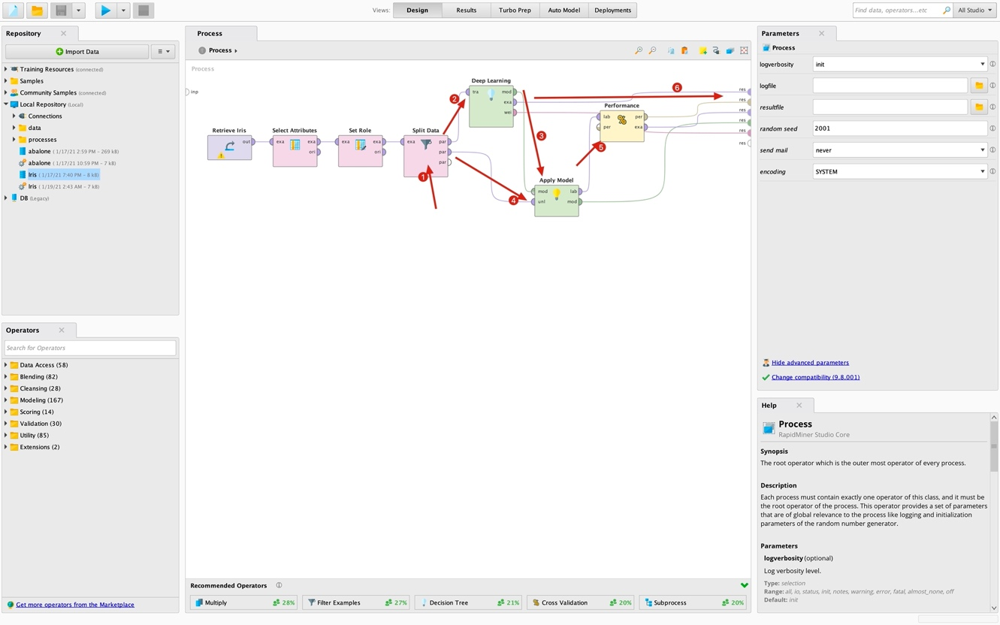 Views:
Design
Results
Turbo Prep
Auto Model
Deployments
Find data, operators...etc
All Studio
Repository
Import Data
Training Resources (connected)
Samples
Community Samples (connected)
Local Repository (Local)
Connections
data
processes
abalone (1/17/21 2:59 PM – 269 kB)
abalone (1/17/21 10:59 PM – 7 kB)
Iris (1/17/21 7:40 PM – 8 kB)
Iris (1/19/21 2:43 AM – 7 kB)
DB (Legacy)
Operators
Search for Operators
Data Access (58)
Blending (82)
Cleansing (28)
Modeling (167)
Scoring (14)
Validation (30)
Utility (85)
Extensions (2)
Get more operators from the Marketplace
Process
Process
Process
inp
Retrieve Iris
out
Select Attributes
exa exa
ori
Set Role
exa exa
ori
Split Data
exa par
par
par
1
2
Deep Learning
tra mod
exa
wei
3
4
Apply Model
mod lab
unl mod
5
Performance
lab per
per exa
6
res
res
res
res
res
res
Recommended Operators
Multiply 28%
Filter Examples 27%
Decision Tree 21%
Cross Validation 20%
Subprocess 20%
Parameters
Process
logverbosity init
logfile
resultfile
random seed 2001
send mail never
encoding SYSTEM
Hide advanced parameters
Change compatibility (9.8.001)
Help
Process
RapidMiner Studio Core
Synopsis
The root operator which is the outer most operator of every process.
Description
Each process must contain exactly one operator of this class, and it must be
the root operator of the process. This operator provides a set of parameters
that are of global relevance to the process like logging and initialization
parameters of the random number generator.
Parameters
logverbosity (optional)
Log verbosity level.
Type: selection
Range: all, io, status, init, notes, warning, error, fatal, almost_none, off
Default: init